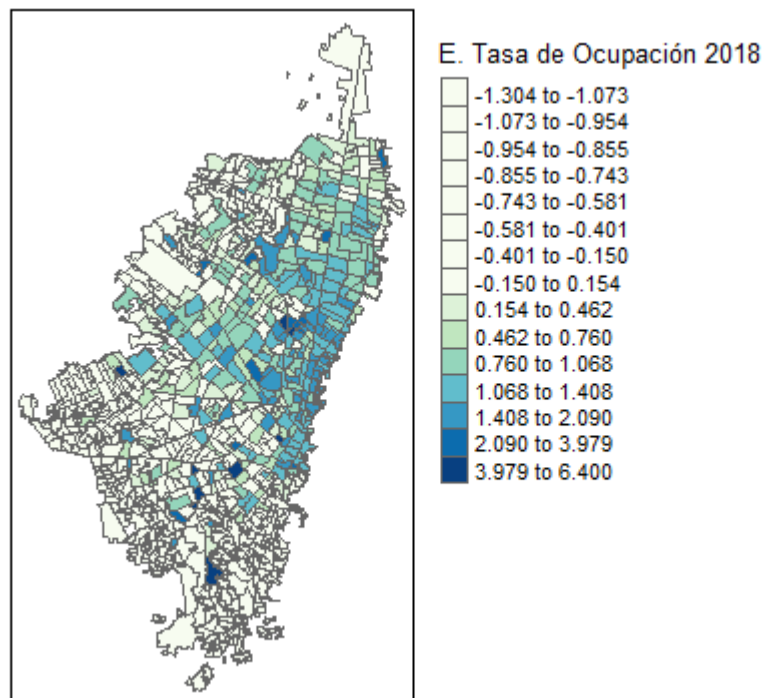 E. Tasa de Ocupación 2018
-1.304 to -1.073
-1.073 to -0.954
-0.954 to -0.855
-0.855 to -0.743
-0.743 to -0.581
-0.581 to -0.401
-0.401 to -0.150
-0.150 to 0.154
0.154 to 0.462
0.462 to 0.760
0.760 to 1.068
1.068 to 1.408
1.408 to 2.090
2.090 to 3.979
3.979 to 6.400